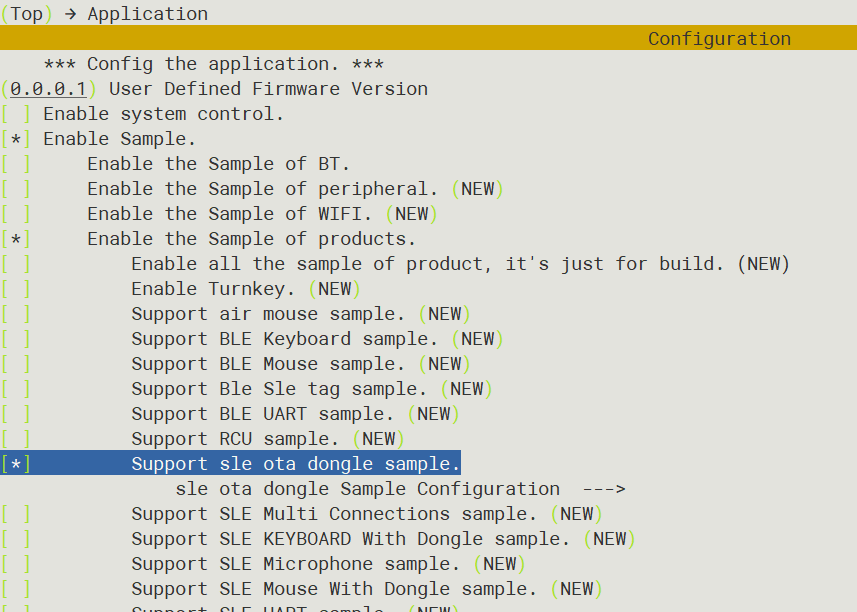 (Top) → Application
Configuration
*** Config the application. ***
(0.0.0.1) User Defined Firmware Version
[ ] Enable system control.
[*] Enable Sample.
[ ] Enable the Sample of BT.
[ ] Enable the Sample of peripheral. (NEW)
[ ] Enable the Sample of WIFI. (NEW)
[*] Enable the Sample of products.
[ ] Enable all the sample of product, it's just for build. (NEW)
[ ] Enable Turnkey. (NEW)
[ ] Support air mouse sample. (NEW)
[ ] Support BLE Keyboard sample. (NEW)
[ ] Support BLE Mouse sample. (NEW)
[ ] Support Ble Sle tag sample. (NEW)
[ ] Support BLE UART sample. (NEW)
[ ] Support RCU sample. (NEW)
[*] Support sle ota dongle sample.
sle ota dongle Sample Configuration --->
[ ] Support SLE Multi Connections sample. (NEW)
[ ] Support SLE KEYBOARD With Dongle sample. (NEW)
[ ] Support SLE Microphone sample. (NEW)
[ ] Support SLE Mouse With Dongle sample. (NEW)
[ ] Support SLE UART sample. (NEW)